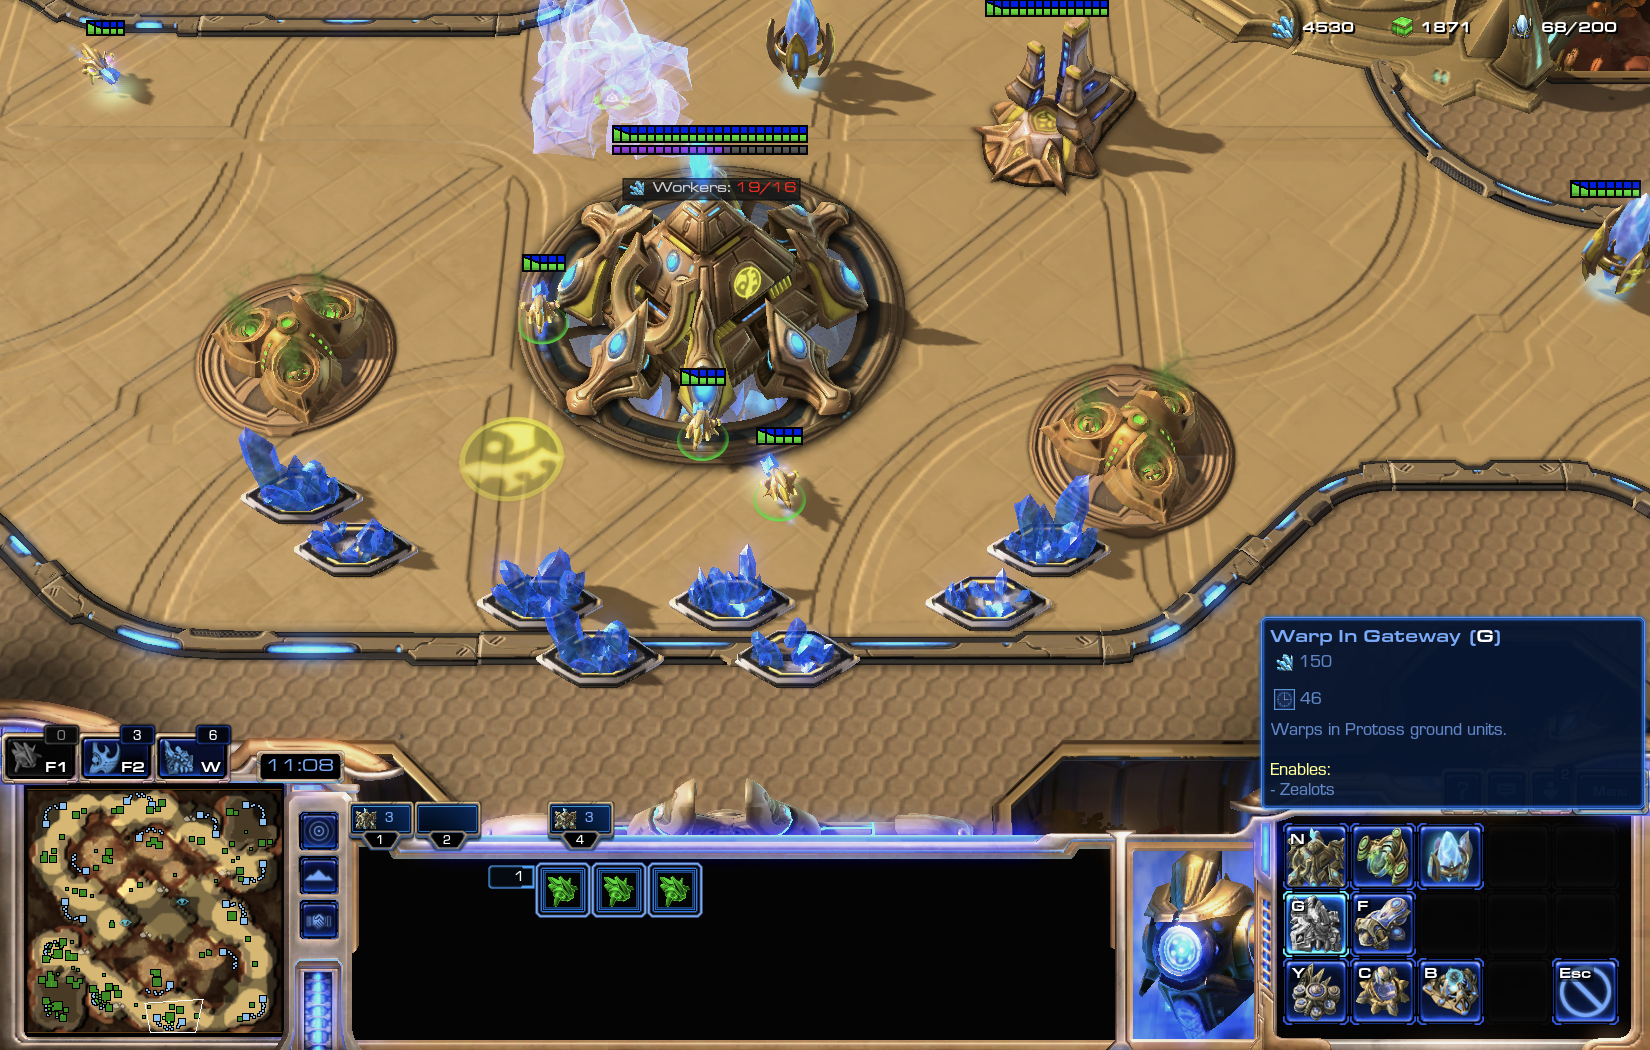 4530 1871 68/200
Workers: 19/16
Warp In Gateway (G)
150
46
Warps in Protoss ground units.
Enables:
- Zealots
0 3 6
F1 F2 W
11:08
3 3
1 2 4
1
N
G F
Y C B Esc